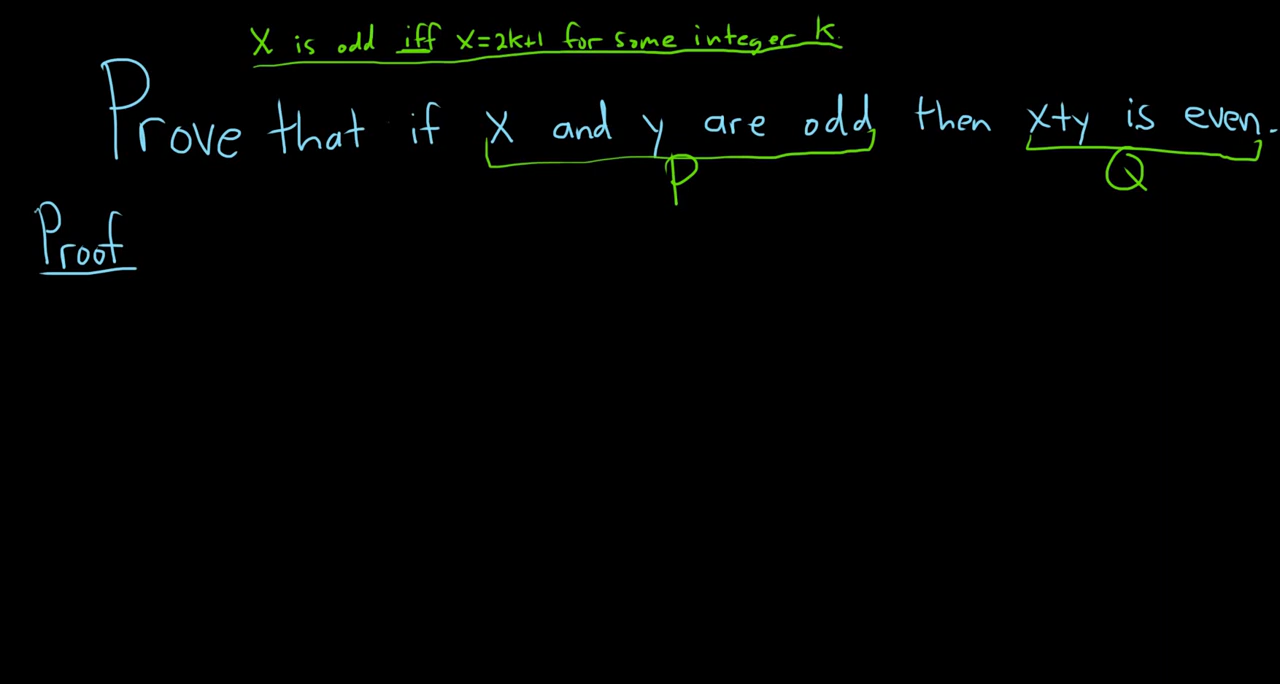 X is odd iff x=2k+1 for some integer k.
Prove that if x and y are odd, then x+y is even.
P Q
Proof